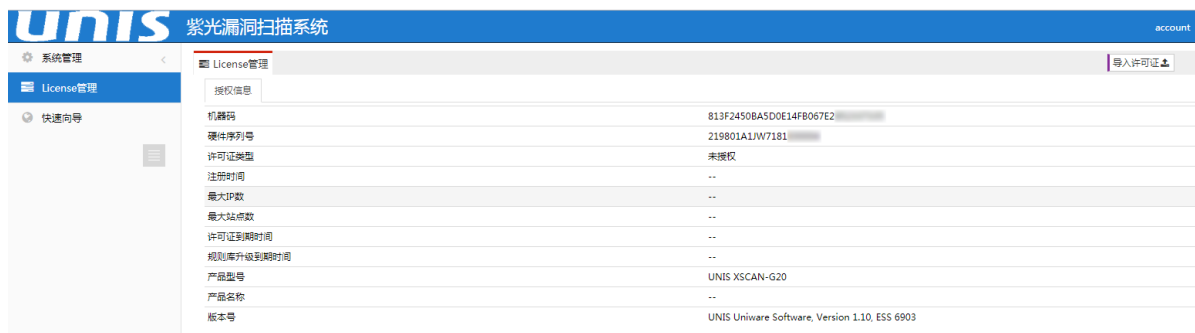 UNIS 紫光漏洞扫描系统
account
系统管理
License管理
快速向导
License管理
导入许可证
授权信息
机器码 813F2450BA5D0E14FB067E2
硬件序列号 219801A1JW7181
许可证类型 未授权
注册时间 --
最大IP数 --
最大站点数 --
许可证到期时间 --
规则库升级到期时间 --
产品型号 UNIS XSCAN-G20
产品名称 --
版本号 UNIS Uniware Software, Version 1.10, ESS 6903